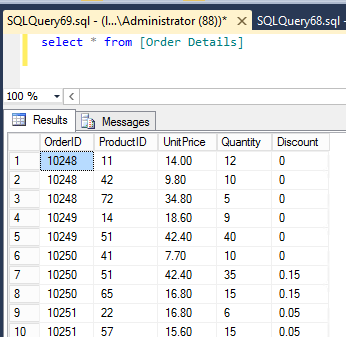 SQLQuery69.sql - (l...\Administrator (88))* SQLQuery68.sql -
select * from [Order Details]
100 %
Results Messages
OrderID ProductID UnitPrice Quantity Discount
1 10248 11 14.00 12 0
2 10248 42 9.80 10 0
3 10248 72 34.80 5 0
4 10249 14 18.60 9 0
5 10249 51 42.40 40 0
6 10250 41 7.70 10 0
7 10250 51 42.40 35 0.15
8 10250 65 16.80 15 0.15
9 10251 22 16.80 6 0.05
10 10251 57 15.60 15 0.05